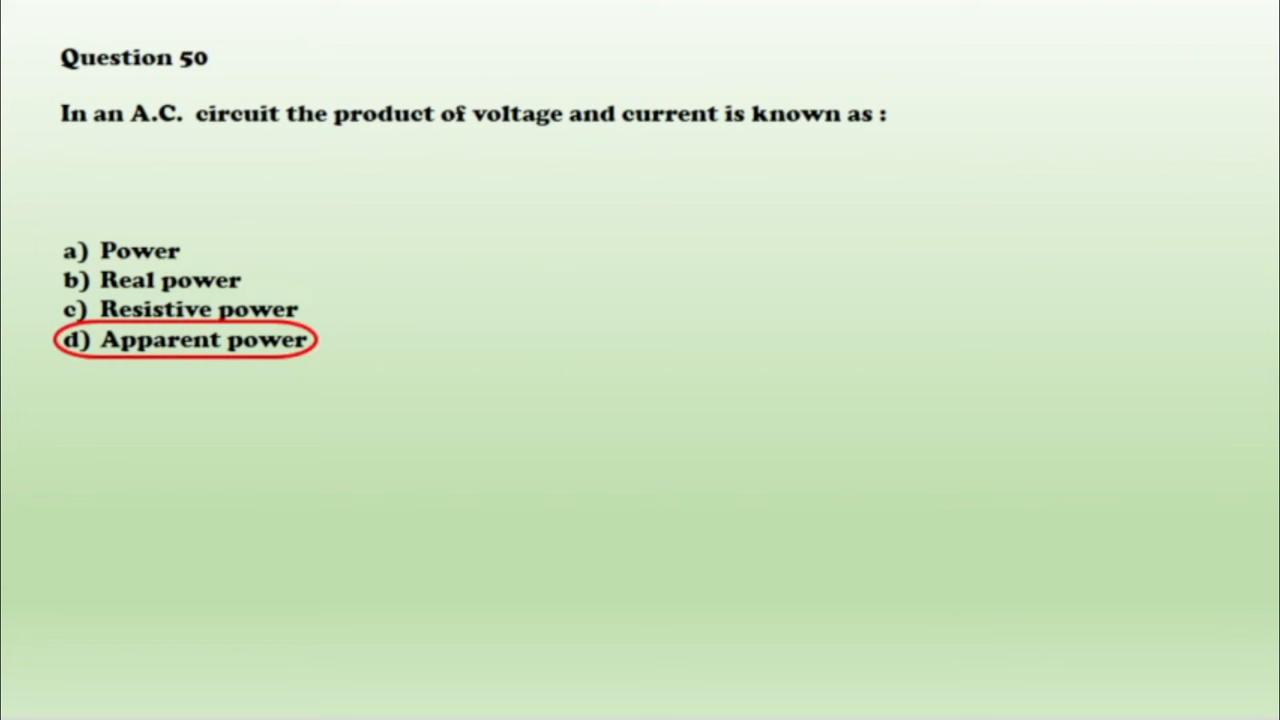 Question 50
In an A.C. circuit the product of voltage and current is known as :
a) Power
b) Real power
c) Resistive power
d) Apparent power